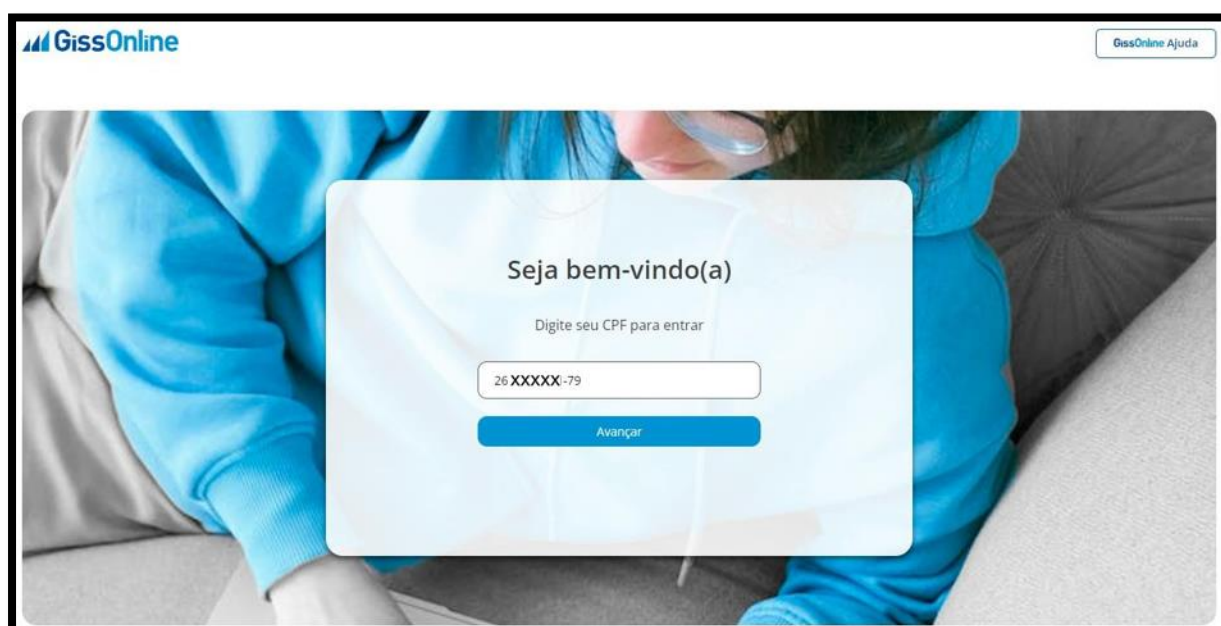 GissOnline
GissOnline Ajuda
Seja bem-vindo(a)
Digite seu CPF para entrar
26 XXXXX -79
Avançar